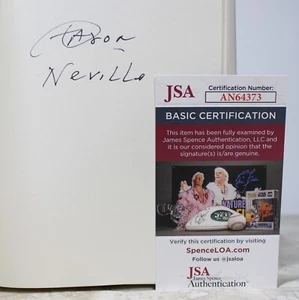 Aaron
Neville
JSA
Certification Number:
AN64373
BASIC CERTIFICATION
This item has been fully examined by
James Spence Authentication, LLC and
it is our considered opinion that the
signature(s) is/are genuine.
Verify this certification by visiting
SpenceLOA.com
Follow us @jsaloa
JSA
James Spence
Authentication